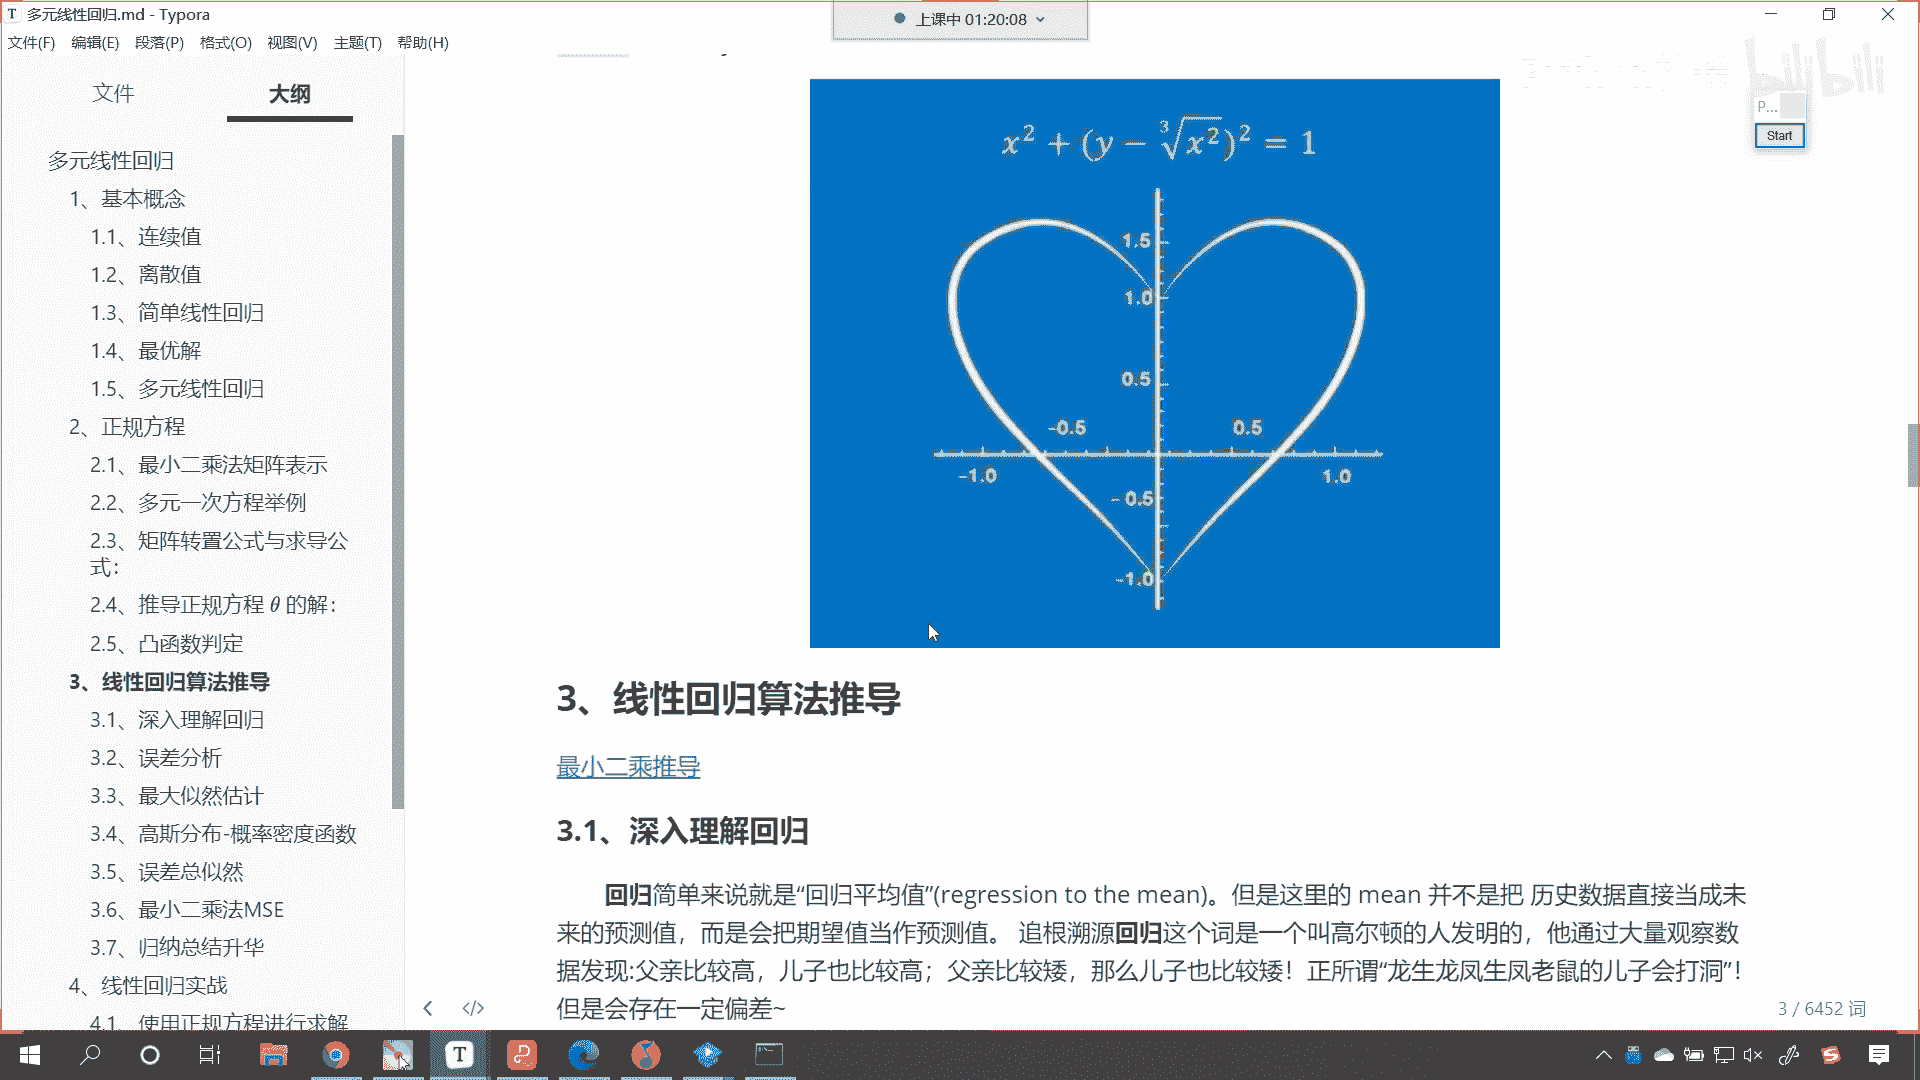 多元线性回归.md - Typora
上课中 01:20:08
文件(F) 编辑(E) 段落(P) 格式(O) 视图(V) 主题(T) 帮助(H)
文件 大纲
多元线性回归
1、基本概念
1.1、连续值
1.2、离散值
1.3、简单线性回归
1.4、最优解
1.5、多元线性回归
2、正规方程
2.1、最小二乘法矩阵表示
2.2、多元一次方程举例
2.3、矩阵转置公式与求导公
式：
2.4、推导正规方程 θ 的解：
2.5、凸函数判定
3、线性回归算法推导
3.1、深入理解回归
3.2、误差分析
3.3、最大似然估计
3.4、高斯分布-概率密度函数
3.5、误差总似然
3.6、最小二乘法MSE
3.7、归纳总结升华
4、线性回归实战
4.1、使用正规方程进行求解
bilibili
P...
Start
x² + (y − ∛x²)² = 1
1.5
1.0
0.5
-0.5 0.5
-1.0 1.0
-0.5
-1.0
3、线性回归算法推导
最小二乘推导
3.1、深入理解回归
回归简单来说就是“回归平均值”(regression to the mean)。但是这里的 mean 并不是把 历史数据直接当成未
来的预测值，而是会把期望值当作预测值。 追根溯源回归这个词是一个叫高尔顿的人发明的，他通过大量观察数
据发现:父亲比较高，儿子也比较高；父亲比较矮，那么儿子也比较矮！正所谓“龙生龙凤生凤老鼠的儿子会打洞”！
但是会存在一定偏差~
3 / 6452 词